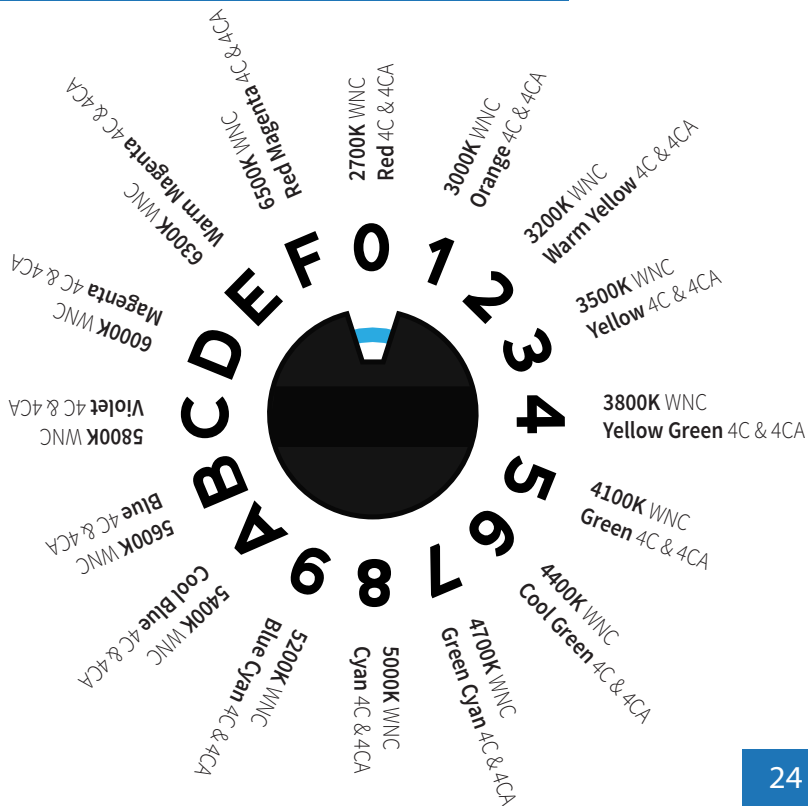 2700K WNC
Red 4C & 4CA
3000K WNC
Orange 4C & 4CA
3200K WNC
Warm Yellow 4C & 4CA
3500K WNC
Yellow 4C & 4CA
3800K WNC
Yellow Green 4C & 4CA
4100K WNC
Green 4C & 4CA
4400K WNC
Cool Green 4C & 4CA
4700K WNC
Green Cyan 4C & 4CA
5000K WNC
Cyan 4C & 4CA
5200K WNC
Blue Cyan 4C & 4CA
5400K WNC
Cool Blue 4C & 4CA
5600K WNC
Blue 4C & 4CA
5800K WNC
Violet 4C & 4CA
6000K WNC
Magenta 4C & 4CA
6300K WNC
Warm Magenta 4C & 4CA
6500K WNC
Red Magenta 4C & 4CA
0
1
2
3
4
5
6
7
8
9
A
B
C
D
E
F
24